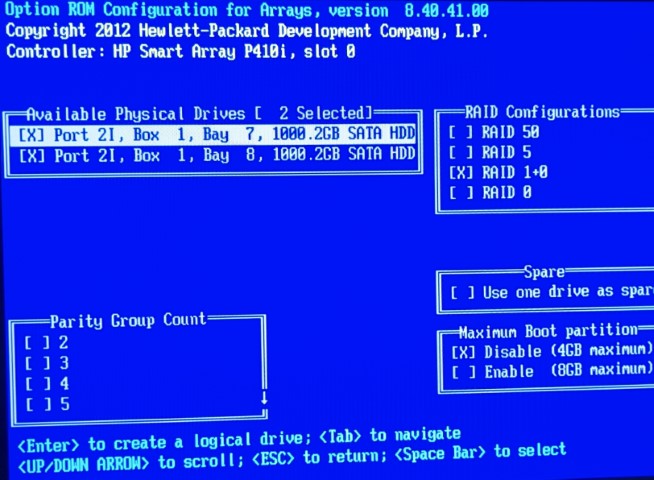 Option ROM Configuration for Arrays, version 8.40.41.00
Copyright 2012 Hewlett-Packard Development Company, L.P.
Controller: HP Smart Array P410i, slot 0
Available Physical Drives [ 2 Selected]
[X] Port 2I, Box 1, Bay 7, 1000.2GB SATA HDD
[X] Port 2I, Box 1, Bay 8, 1000.2GB SATA HDD
RAID Configurations
[ ] RAID 50
[ ] RAID 5
[X] RAID 1+0
[ ] RAID 0
Spare
[ ] Use one drive as spar
Parity Group Count
[ ] 2
[ ] 3
[ ] 4
[ ] 5
↓
Maximum Boot partition
[X] Disable (4GB maximum)
[ ] Enable (8GB maximum)
<Enter> to create a logical drive; <Tab> to navigate
<UP/DOWN ARROW> to scroll; <ESC> to return; <Space Bar> to select